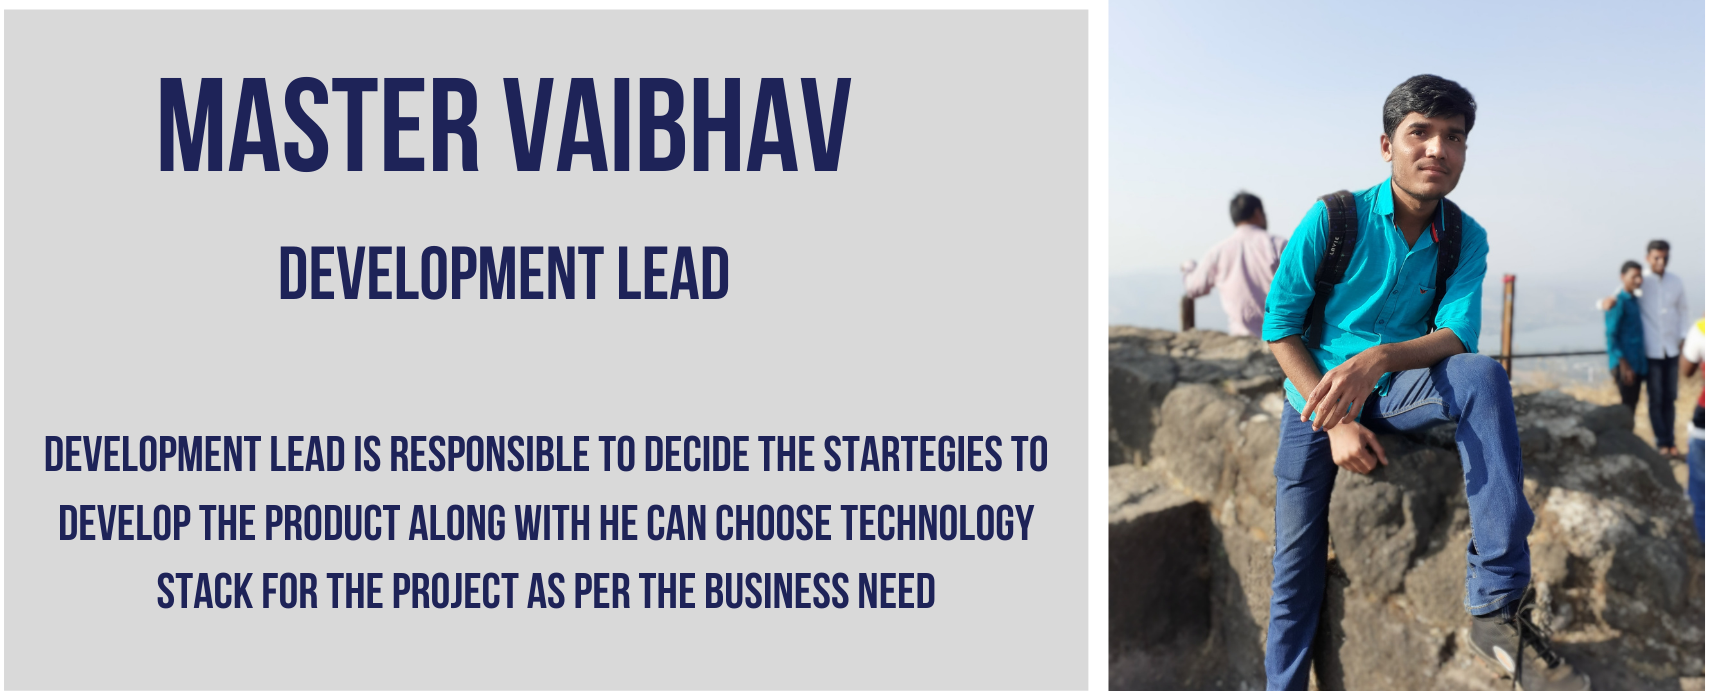 MASTER VAIBHAV
DEVELOPMENT LEAD
DEVELOPMENT LEAD IS RESPONSIBLE TO DECIDE THE STARTEGIES TO
DEVELOP THE PRODUCT ALONG WITH HE CAN CHOOSE TECHNOLOGY
STACK FOR THE PROJECT AS PER THE BUSINESS NEED